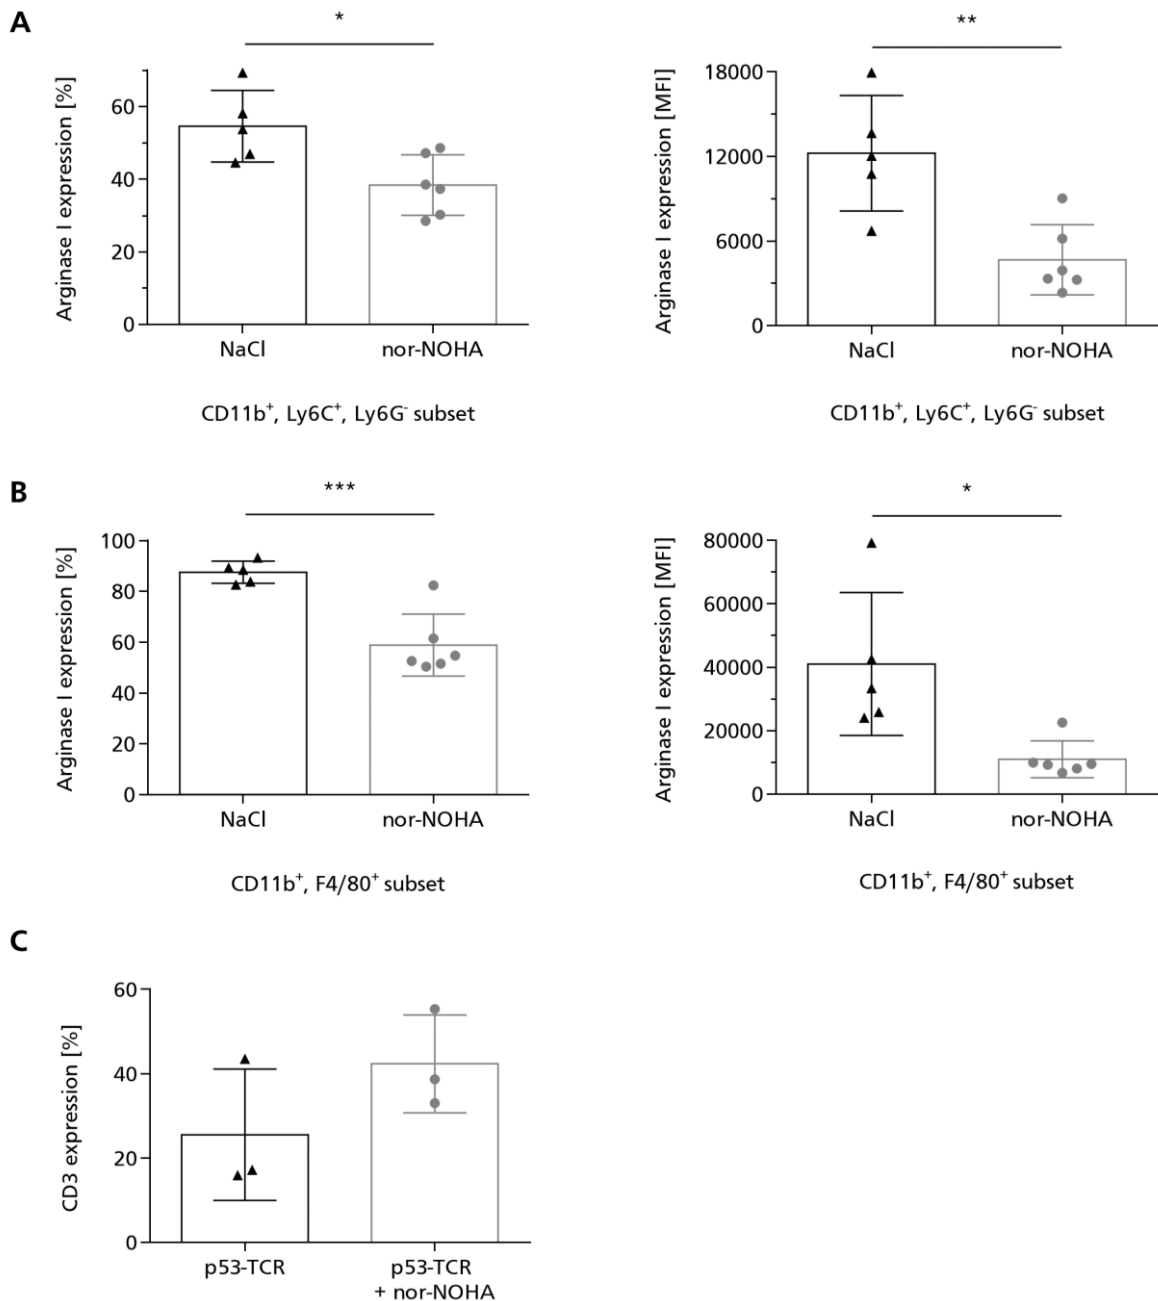 A
*
**
Arginase I expression [%]
60
40
20
0
NaCl
nor-NOHA
CD11b⁺, Ly6C⁺, Ly6G⁻ subset
Arginase I expression [MFI]
18000
12000
6000
0
NaCl
nor-NOHA
CD11b⁺, Ly6C⁺, Ly6G⁻ subset
B
***
*
Arginase I expression [%]
100
80
60
40
20
0
NaCl
nor-NOHA
CD11b⁺, F4/80⁺ subset
Arginase I expression [MFI]
80000
60000
40000
20000
0
NaCl
nor-NOHA
CD11b⁺, F4/80⁺ subset
C
CD3 expression [%]
60
40
20
0
p53-TCR
p53-TCR
+ nor-NOHA